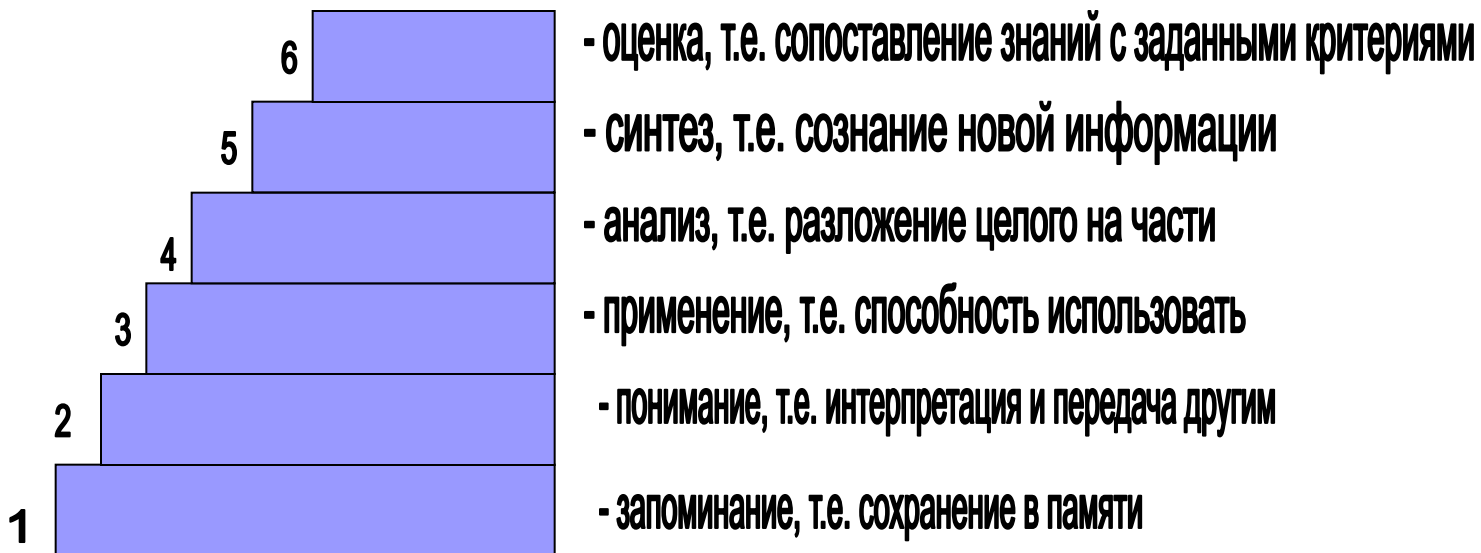 6 - оценка, т.е. сопоставление знаний с заданными критериями
5 - синтез, т.е. сознание новой информации
4 - анализ, т.е. разложение целого на части
3 - применение, т.е. способность использовать
2 - понимание, т.е. интерпретация и передача другим
1 - запоминание, т.е. сохранение в памяти